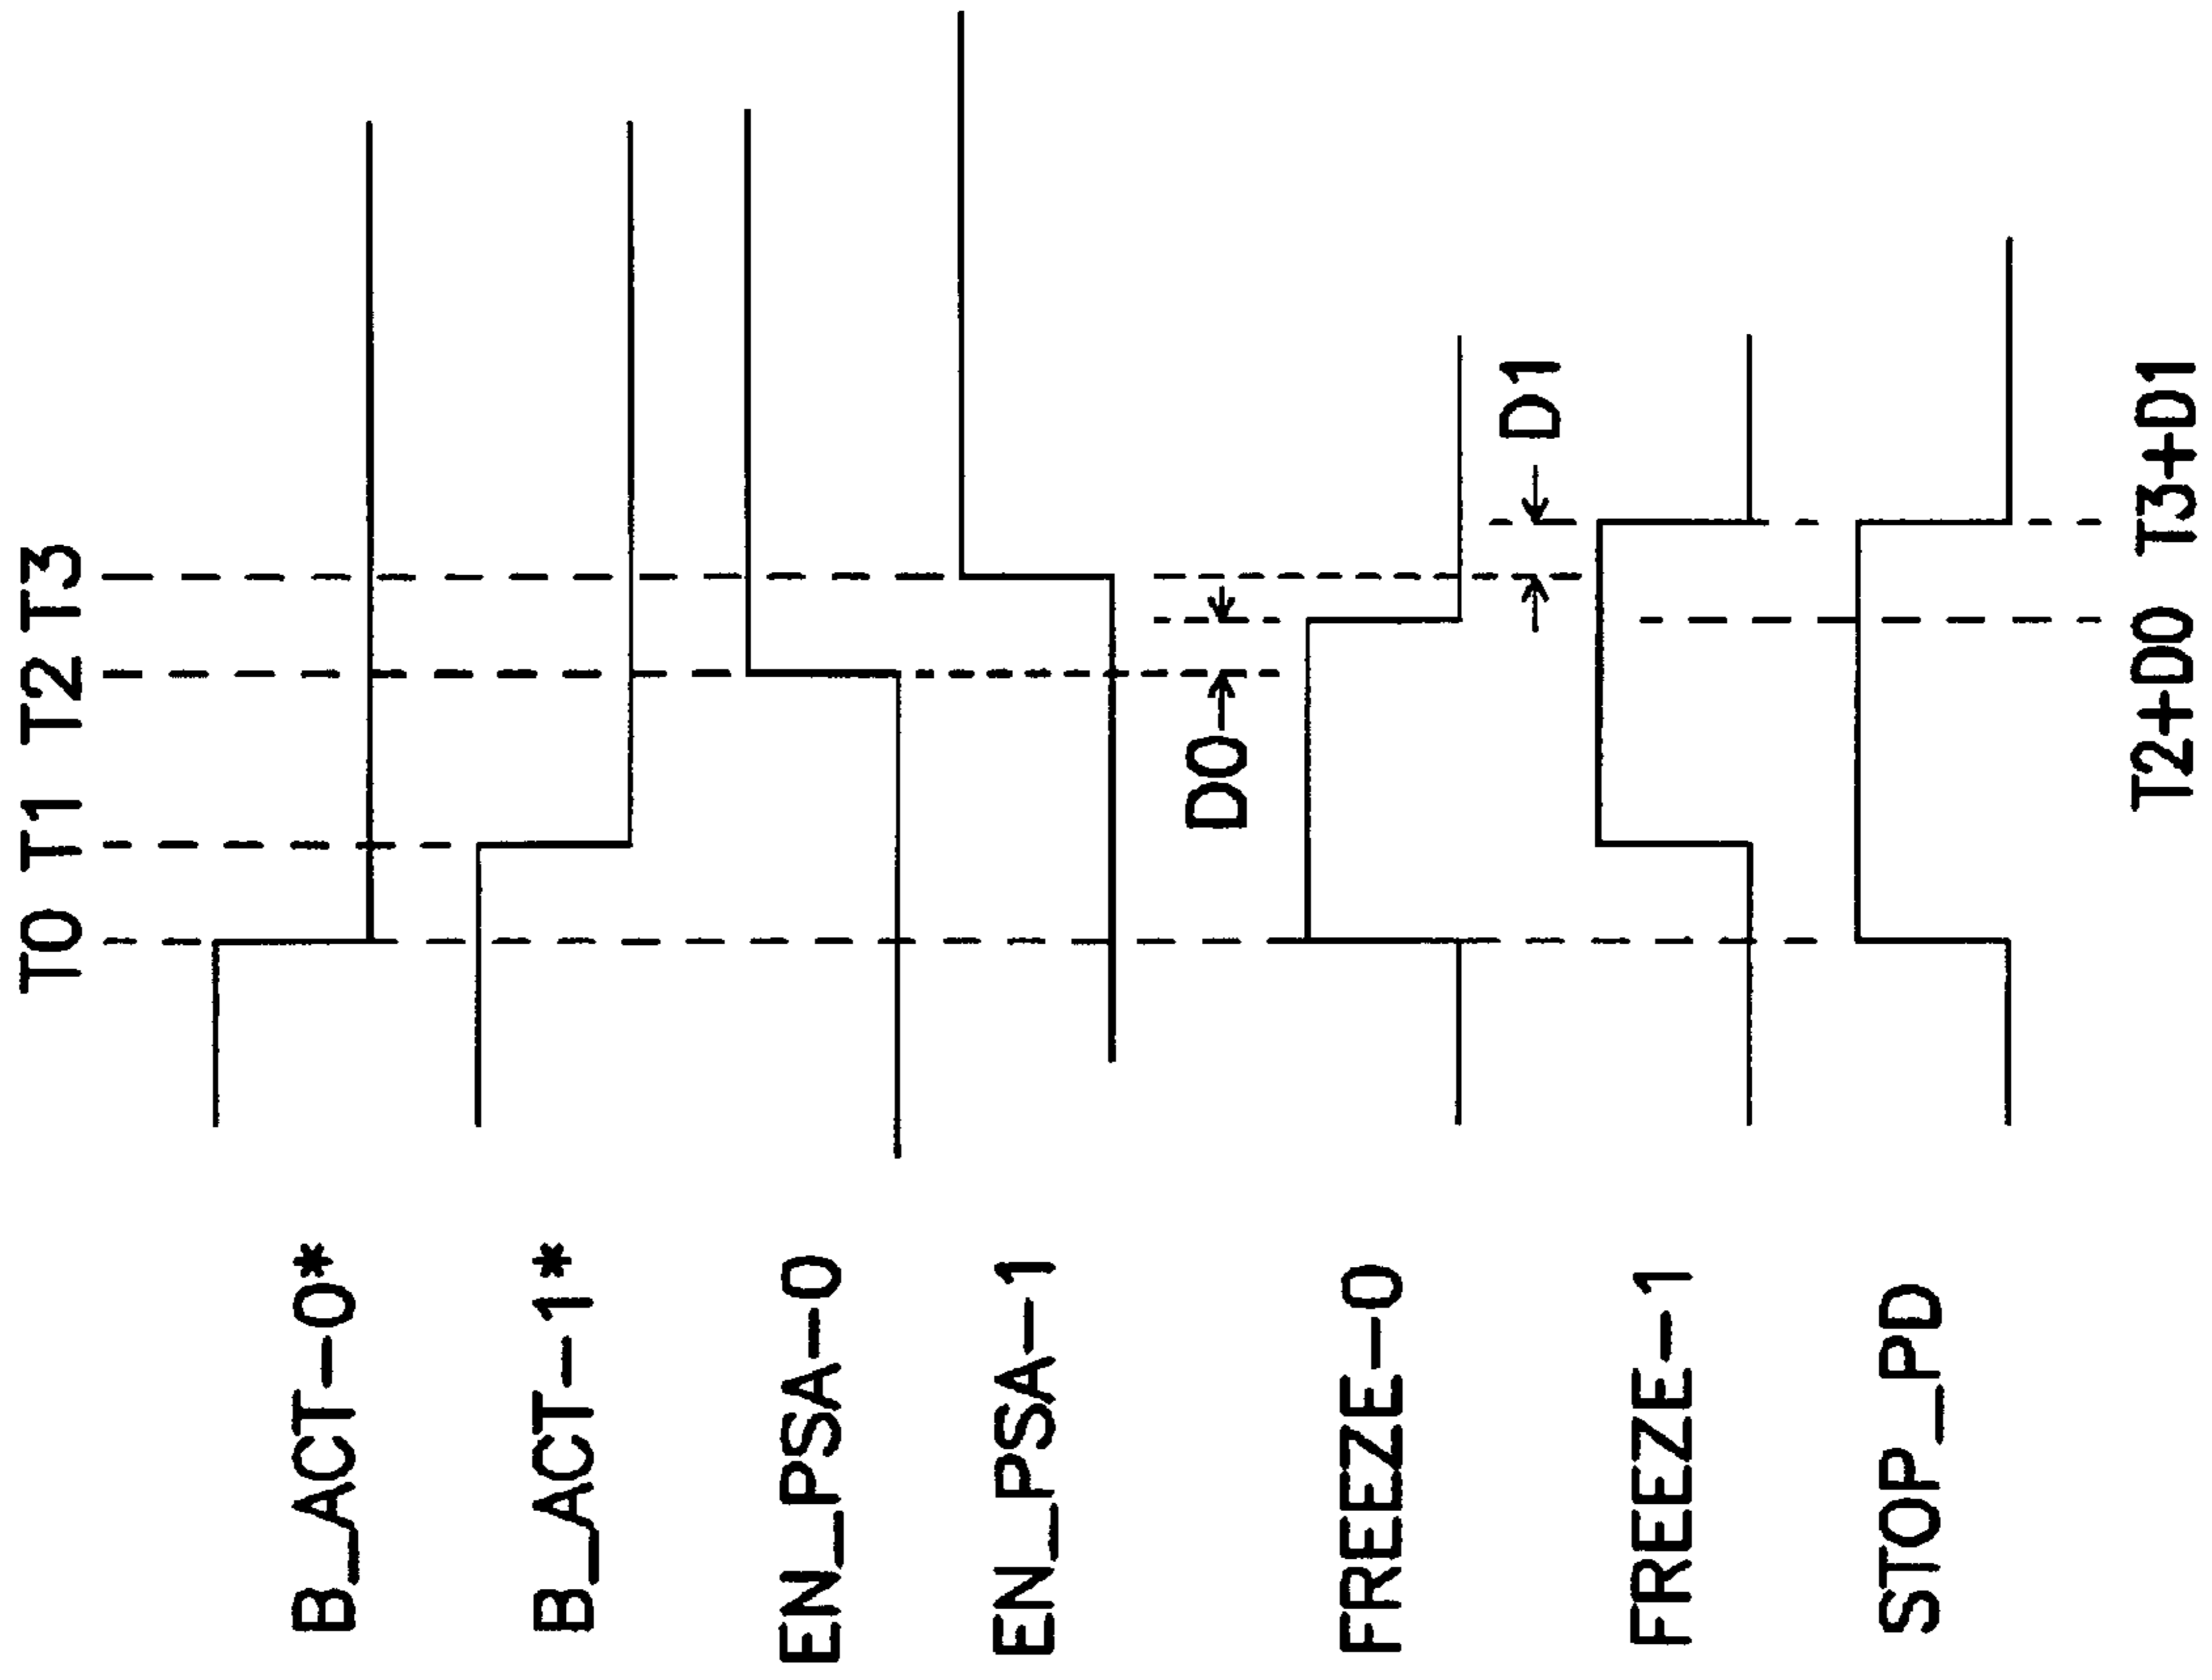 T0 T1 T2 T3
B_ACT-0*
B_ACT-1*
EN_PSA-0
EN_PSA-1
D0
FREEZE-0
D1
FREEZE-1
STOP_PD
T2+D0 T3+D1